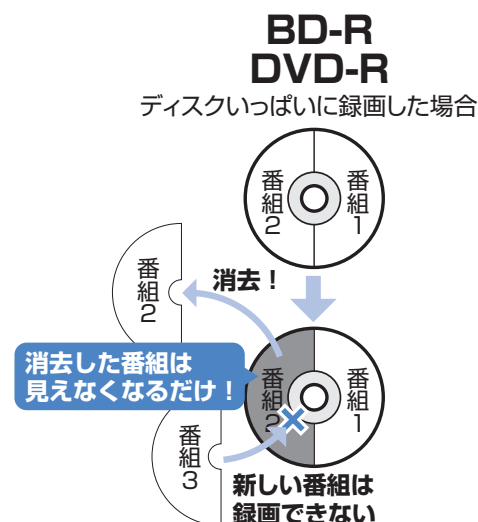 BD-R
DVD-R
ディスクいっぱいに録画した場合
番組2
番組1
消去！
番組2
消去した番組は
見えなくなるだけ！
番組2
番組1
番組3
新しい番組は
録画できない